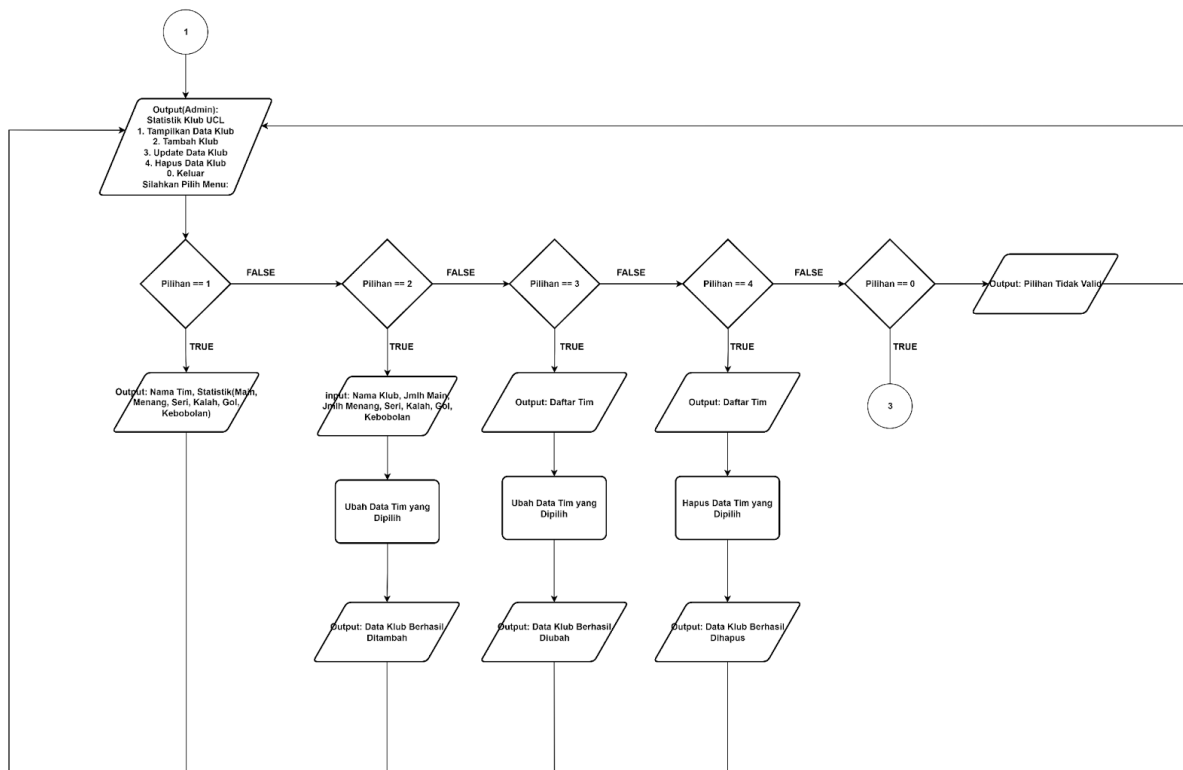 1
Output(Admin):
Statistik Klub UCL
1. Tampilkan Data Klub
2. Tambah Klub
3. Update Data Klub
4. Hapus Data Klub
0. Keluar
Silahkan Pilih Menu:
Pilihan == 1
FALSE
Pilihan == 2
FALSE
Pilihan == 3
FALSE
Pilihan == 4
FALSE
Pilihan == 0
Output: Pilihan Tidak Valid
TRUE
TRUE
TRUE
TRUE
TRUE
Output: Nama Tim, Statistik(Main,
Menang, Seri, Kalah, Gol,
Kebobolan)
input: Nama Klub, Jmlh Main,
Jmlh Menang, Seri, Kalah, Gol,
Kebobolan
Output: Daftar Tim
Output: Daftar Tim
3
Ubah Data Tim yang
Dipilih
Ubah Data Tim yang
Dipilih
Hapus Data Tim yang
Dipilih
Output: Data Klub Berhasil
Ditambah
Output: Data Klub Berhasil
Diubah
Output: Data Klub Berhasil
Dihapus